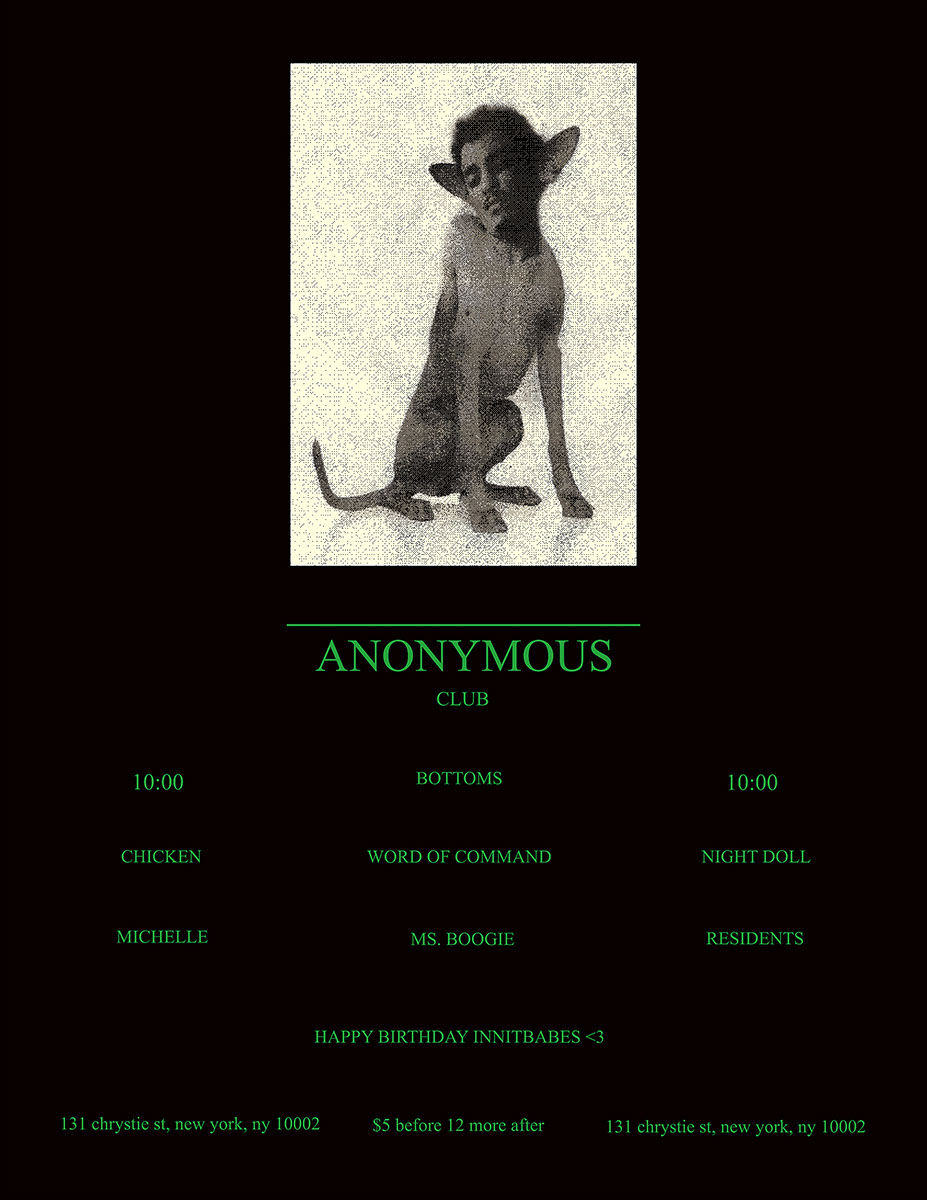 ANONYMOUS
CLUB
10:00 BOTTOMS 10:00
CHICKEN WORD OF COMMAND NIGHT DOLL
MICHELLE MS. BOOGIE RESIDENTS
HAPPY BIRTHDAY INNITBABES <3
131 chrystie st, new york, ny 10002 $5 before 12 more after 131 chrystie st, new york, ny 10002